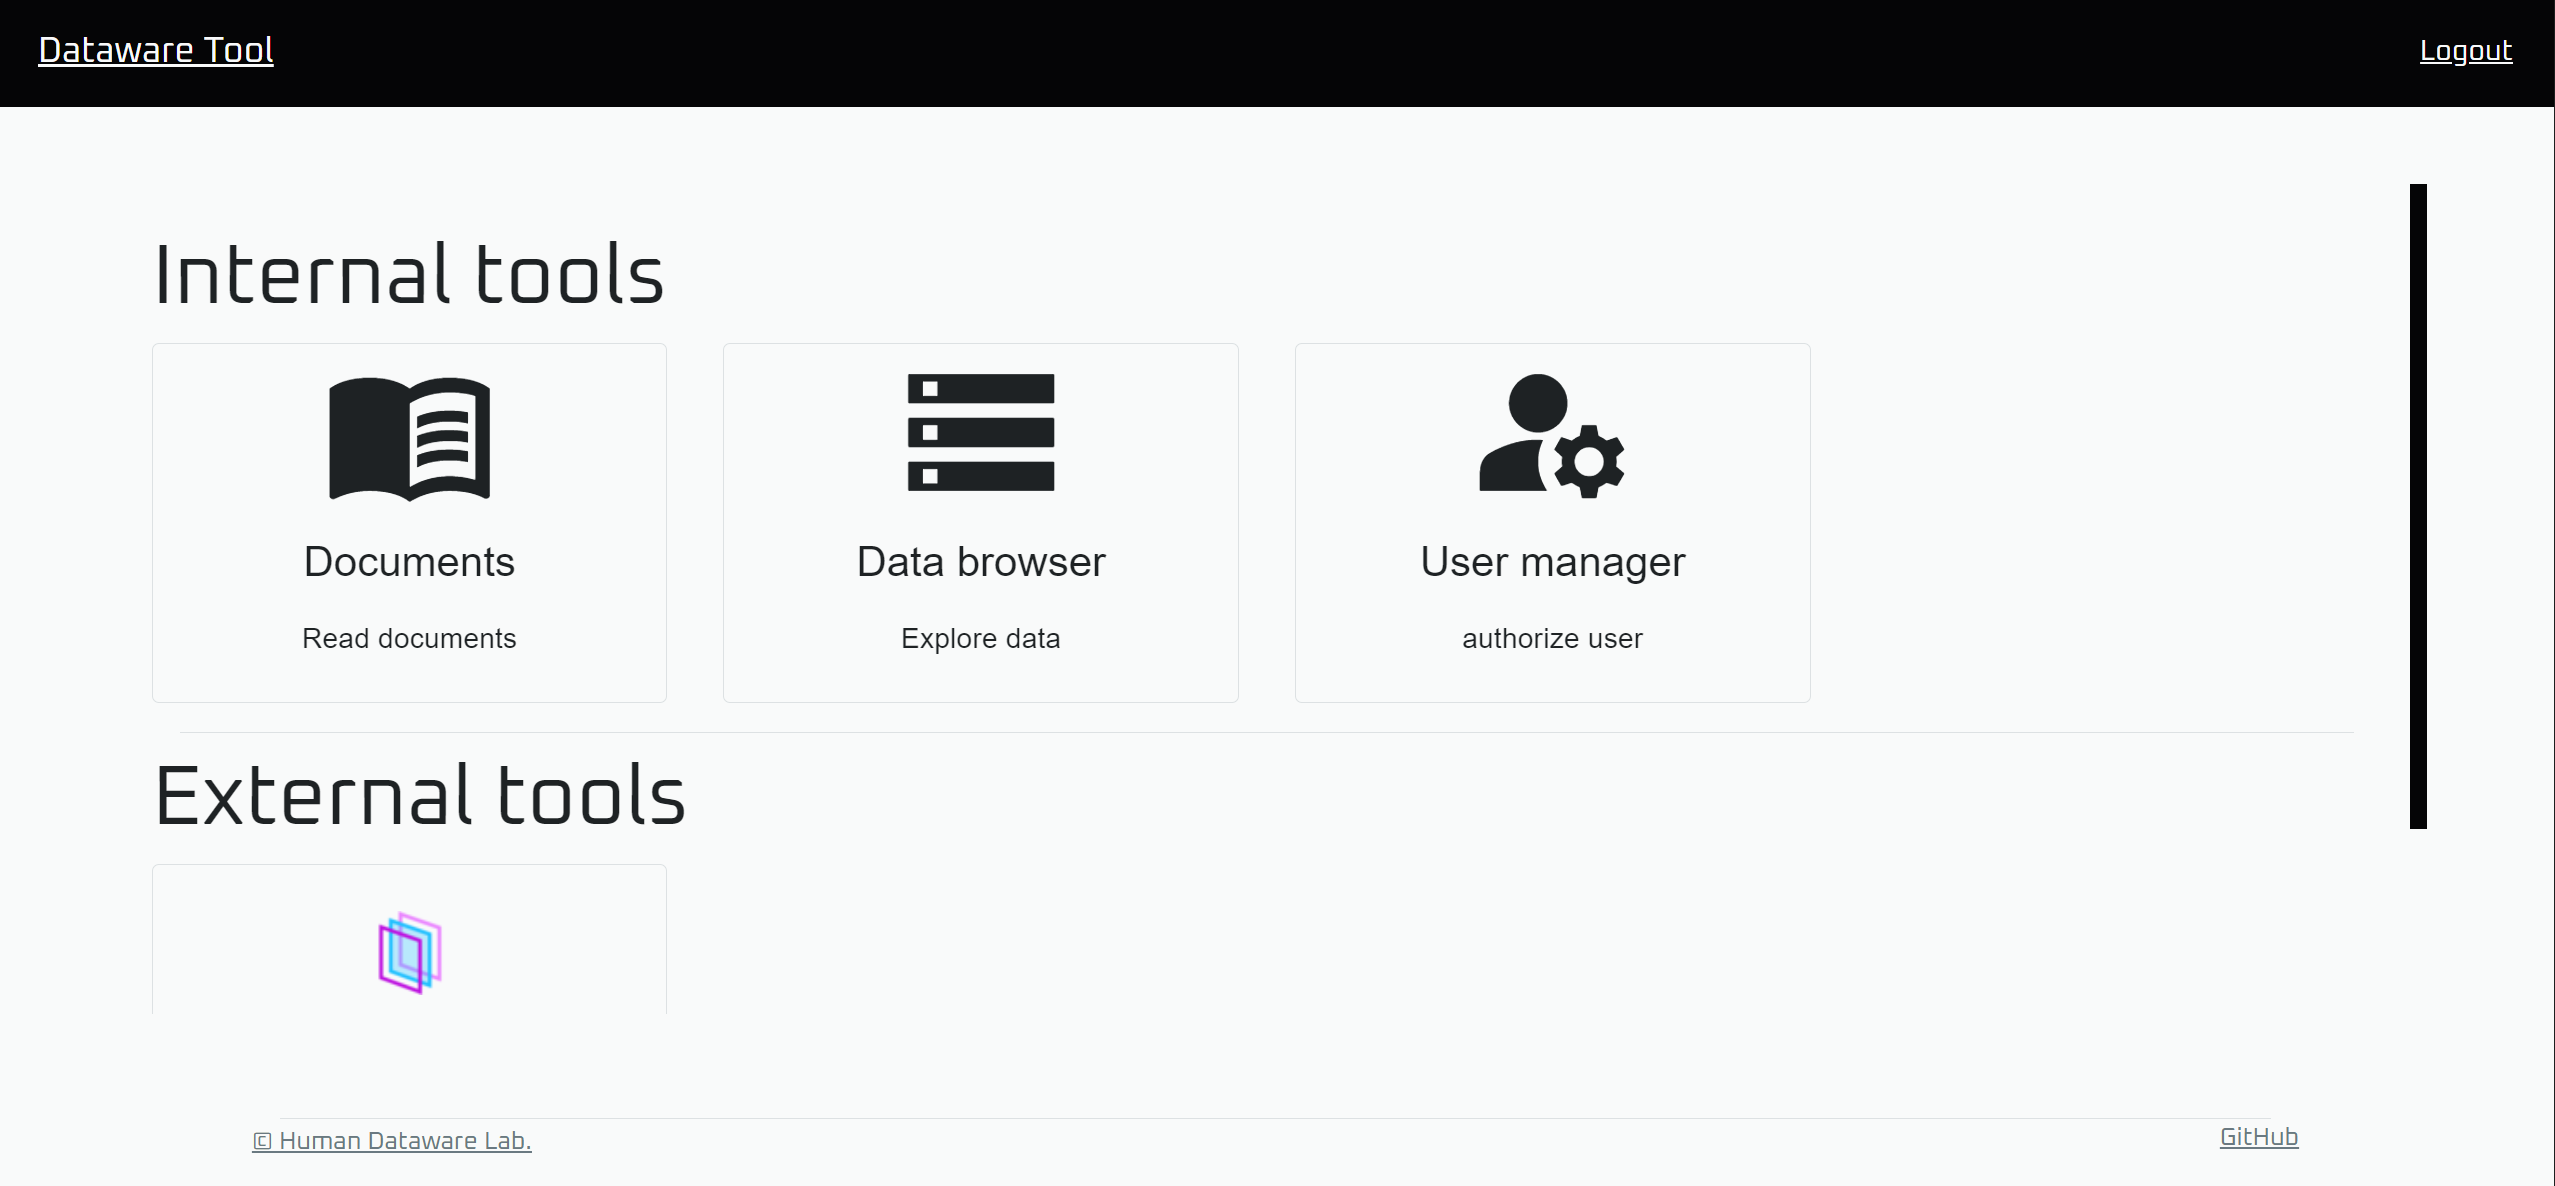 Dataware Tool
Logout
Internal tools
Documents
Read documents
Data browser
Explore data
User manager
authorize user
External tools
© Human Dataware Lab.
GitHub